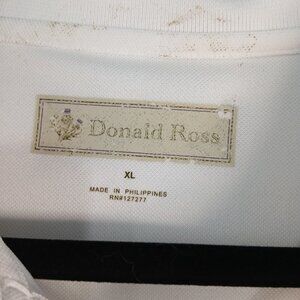 Donald Ross
XL
MADE IN PHILIPPINES
RN#127277